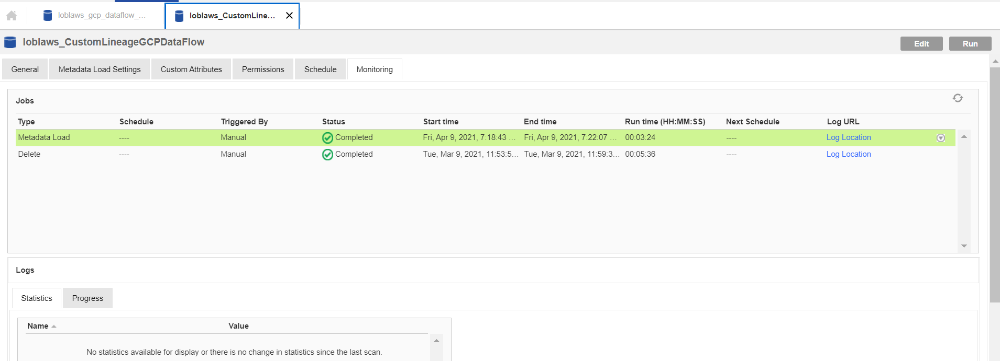 loblaws_gcp_dataflow_...
loblaws_CustomLine...
loblaws_CustomLineageGCPDataFlow
Edit
Run
General
Metadata Load Settings
Custom Attributes
Permissions
Schedule
Monitoring
Jobs
Type Schedule Triggered By Status Start time End time Run time (HH:MM:SS) Next Schedule Log URL
Metadata Load ---- Manual Completed Fri, Apr 9, 2021, 7:18:43 ... Fri, Apr 9, 2021, 7:22:07 ... 00:03:24 ---- Log Location
Delete ---- Manual Completed Tue, Mar 9, 2021, 11:53:5... Tue, Mar 9, 2021, 11:59:3... 00:05:36 ---- Log Location
Logs
Statistics
Progress
Name Value
No statistics available for display or there is no change in statistics since the last scan.